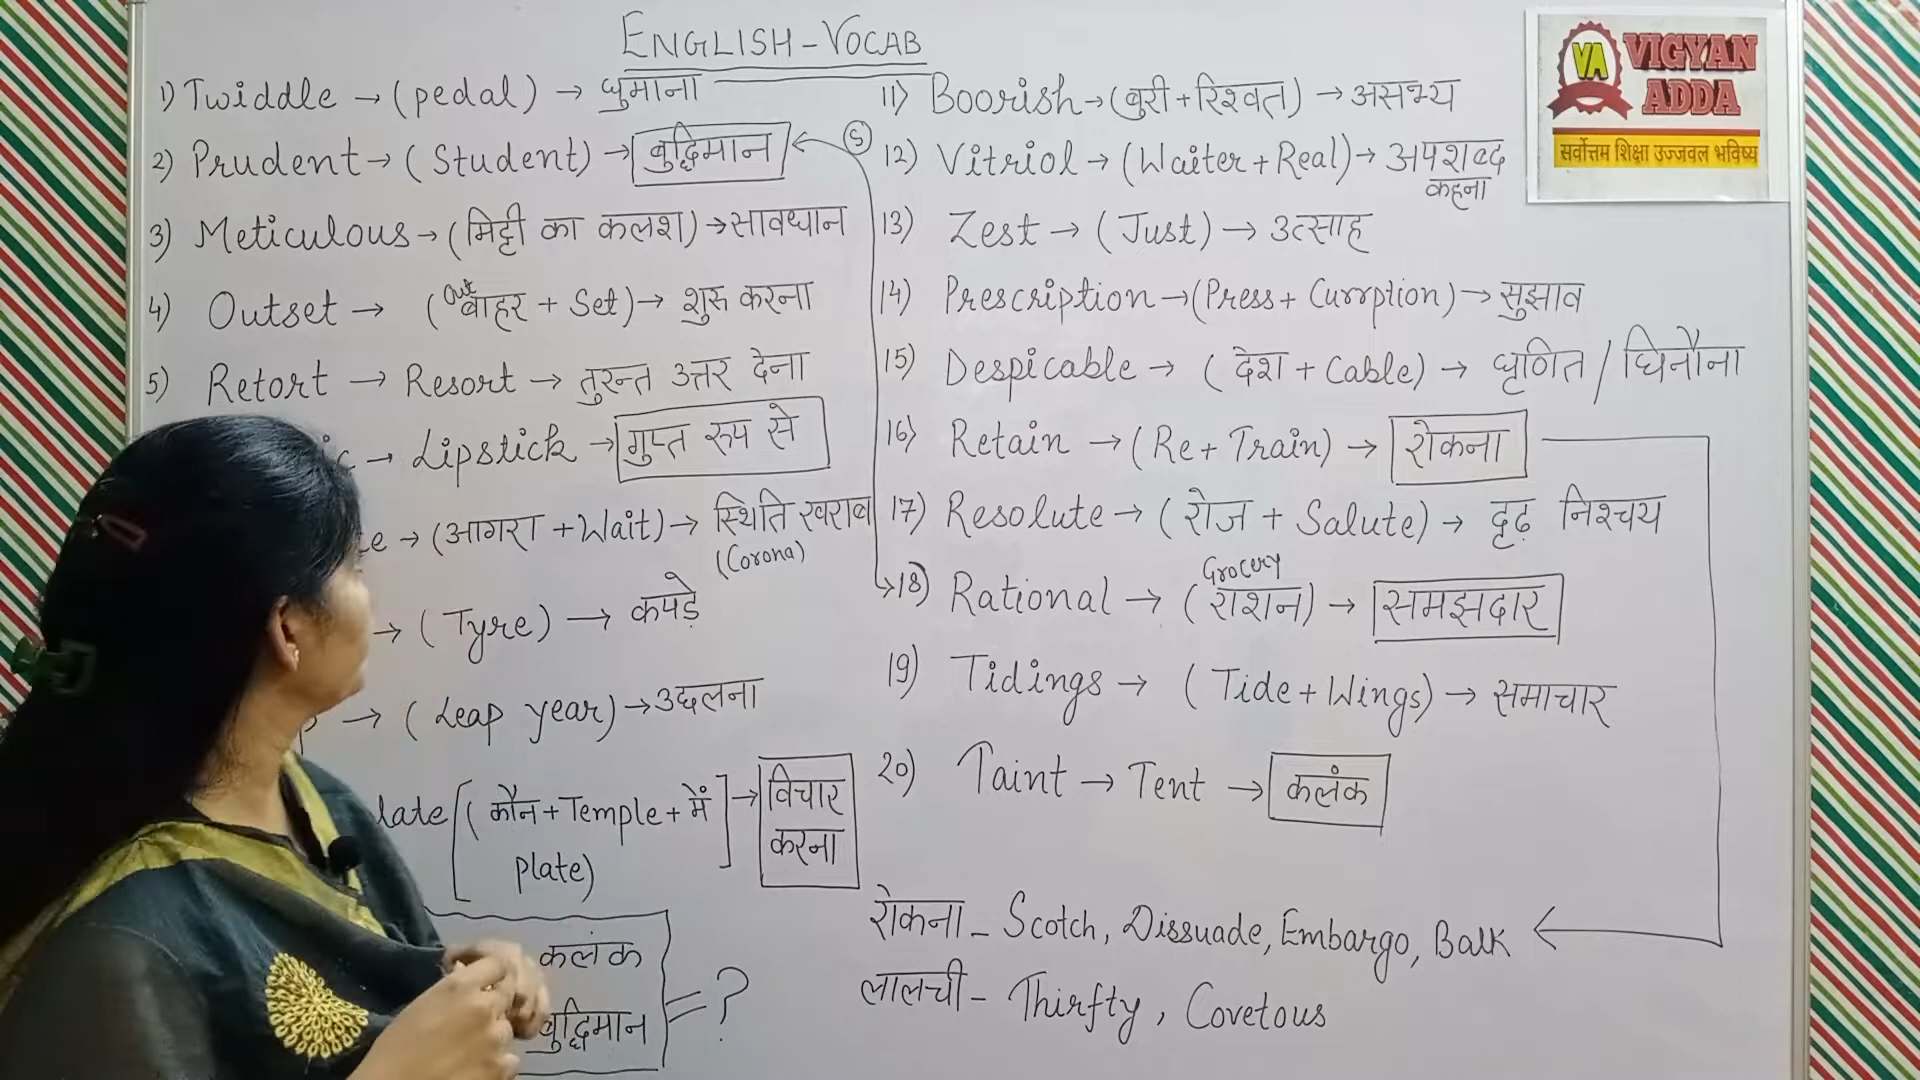 ENGLISH - VOCAB
1) Twiddle → (pedal) → घुमाना
2) Prudent → (Student) → बुद्धिमान
3) Meticulous → (मिट्टी का कलश) → सावधान
4) Outset → (Out बाहर + Set) → शुरु करना
5) Retort → Resort → तुरन्त उत्तर देना
→ Lipstick → गुप्त रुप से
→ (आगरा + Wait) → स्थिति खराब
(Corona)
→ (Tyre) → कपड़े
→ (Leap year) → उछलना
late [(कौन + Temple + में
plate)] → विचार
करना
कलंक
बुद्धिमान = ?
11) Boorish → (बुरी + रिश्वत) → असभ्य
S
12) Vitriol → (Waiter + Real) → अपशब्द
कहना
13) Zest → (Just) → उत्साह
14) Prescription → (Press + Currption) → सुझाव
15) Despicable → (देश + Cable) → घृणित / घिनौना
16) Retain → (Re + Train) → रोकना
17) Resolute → (रोज + Salute) → दृढ़ निश्चय
Grocery
18) Rational → (राशन) → समझदार
19) Tidings → (Tide + Wings) → समाचार
20) Taint → Tent → कलंक
रोकना - Scotch, Dissuade, Embargo, Balk
लालची - Thirfty, Covetous
VA VIGYAN
ADDA
सर्वोत्तम शिक्षा उज्जवल भविष्य